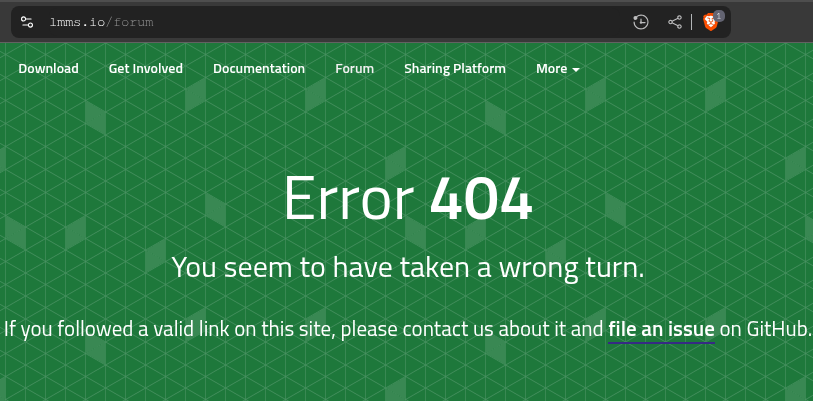 lmms.io/forum
1
Download Get Involved Documentation Forum Sharing Platform More
Error 404
You seem to have taken a wrong turn.
If you followed a valid link on this site, please contact us about it and file an issue on GitHub.